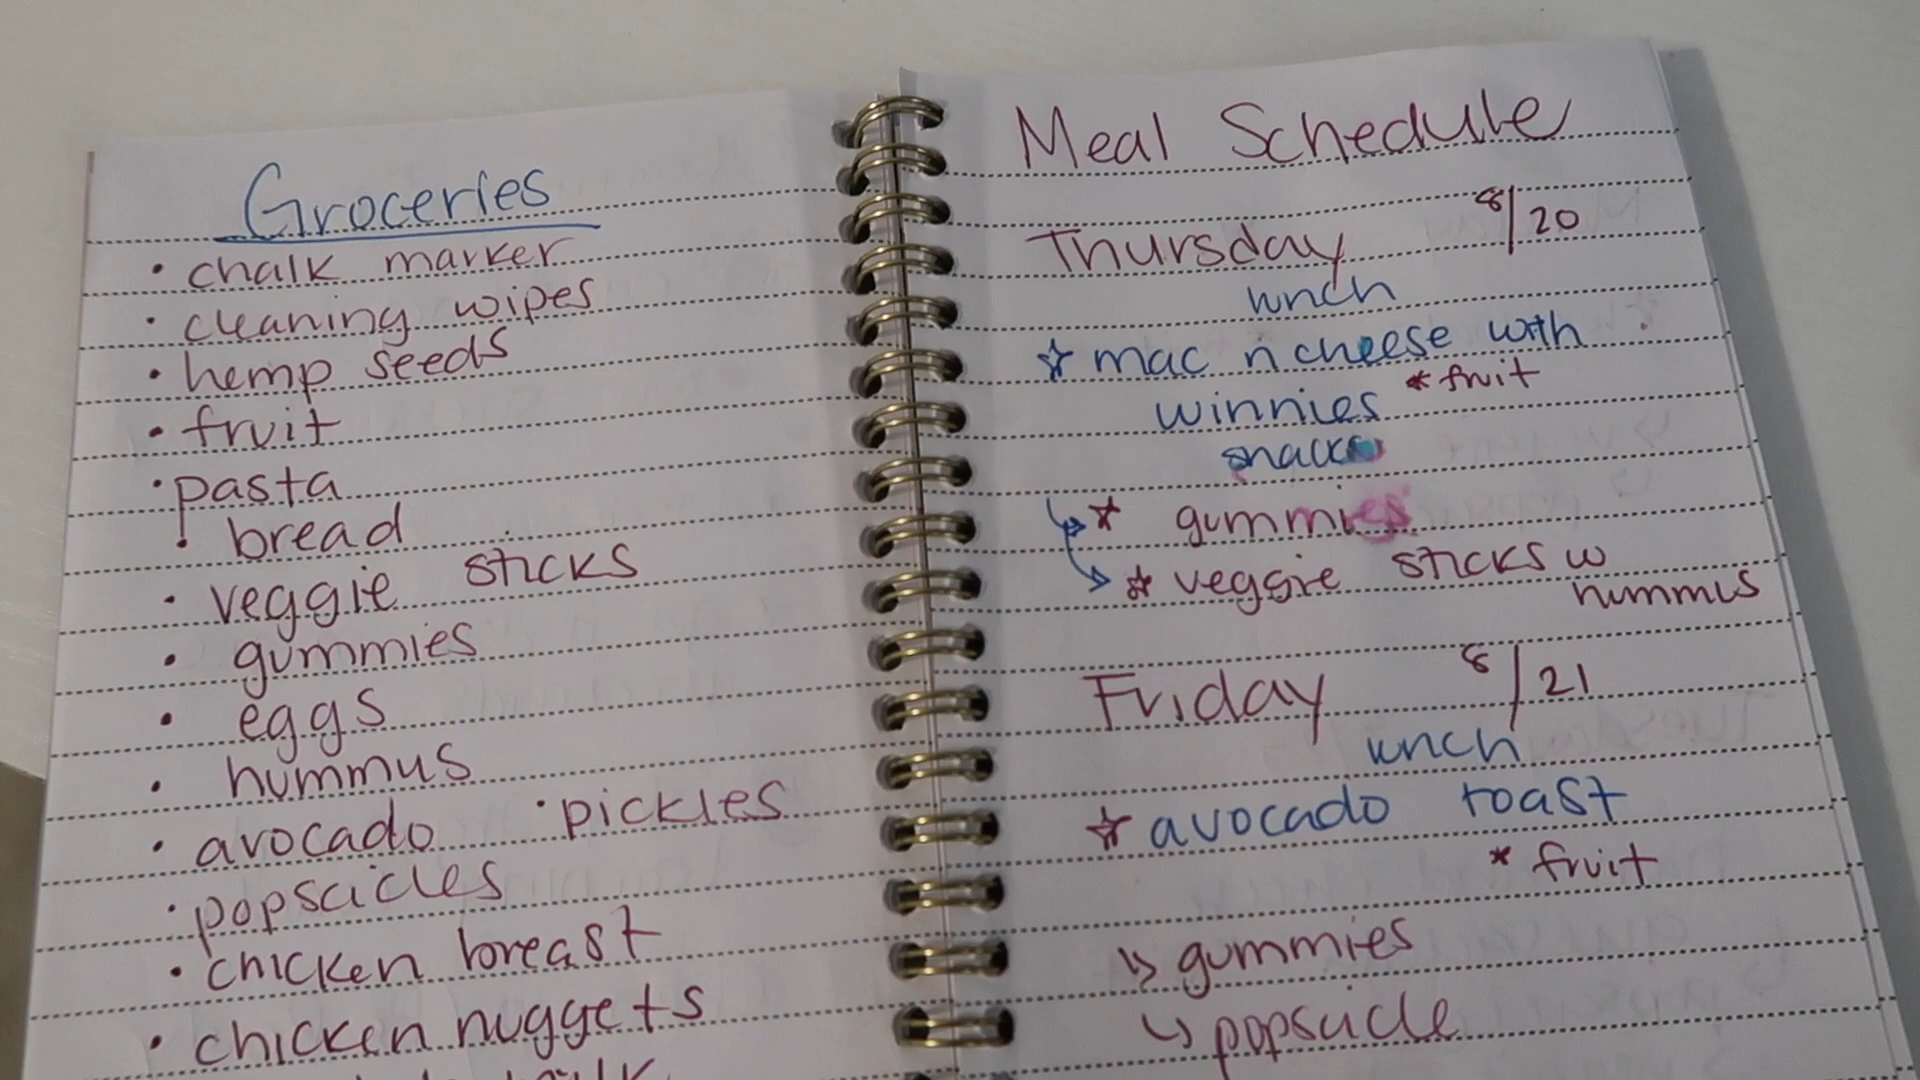 Groceries
• chalk marker
• cleaning wipes
• hemp seeds
• fruit
• pasta
• bread
• veggie sticks
• gummies
• eggs
• hummus
• avocado • pickles
• popscicles
• chicken breast
• chicken nuggets
Meal Schedule
Thursday 8/20
lunch
☆ mac n cheese with
winnies * fruit
snacks
↳ ☆ gummies
↳ ☆ veggie sticks w
hummus
Friday 8/21
lunch
☆ avocado toast
* fruit
↳ gummies
↳ popsicle